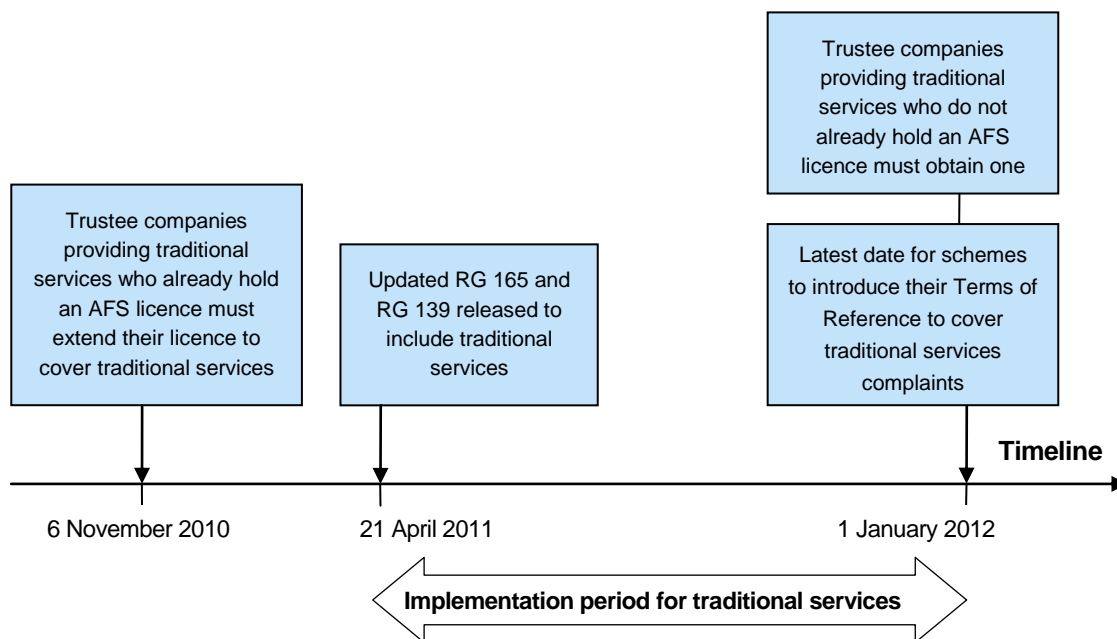 Trustee companies
providing traditional
services who do not
already hold an AFS
licence must obtain one
Trustee companies
providing traditional
services who already hold
an AFS licence must
extend their licence to
cover traditional services
Updated RG 165 and
RG 139 released to
include traditional
services
Latest date for schemes
to introduce their Terms of
Reference to cover
traditional services
complaints
Timeline
6 November 2010
21 April 2011
1 January 2012
Implementation period for traditional services